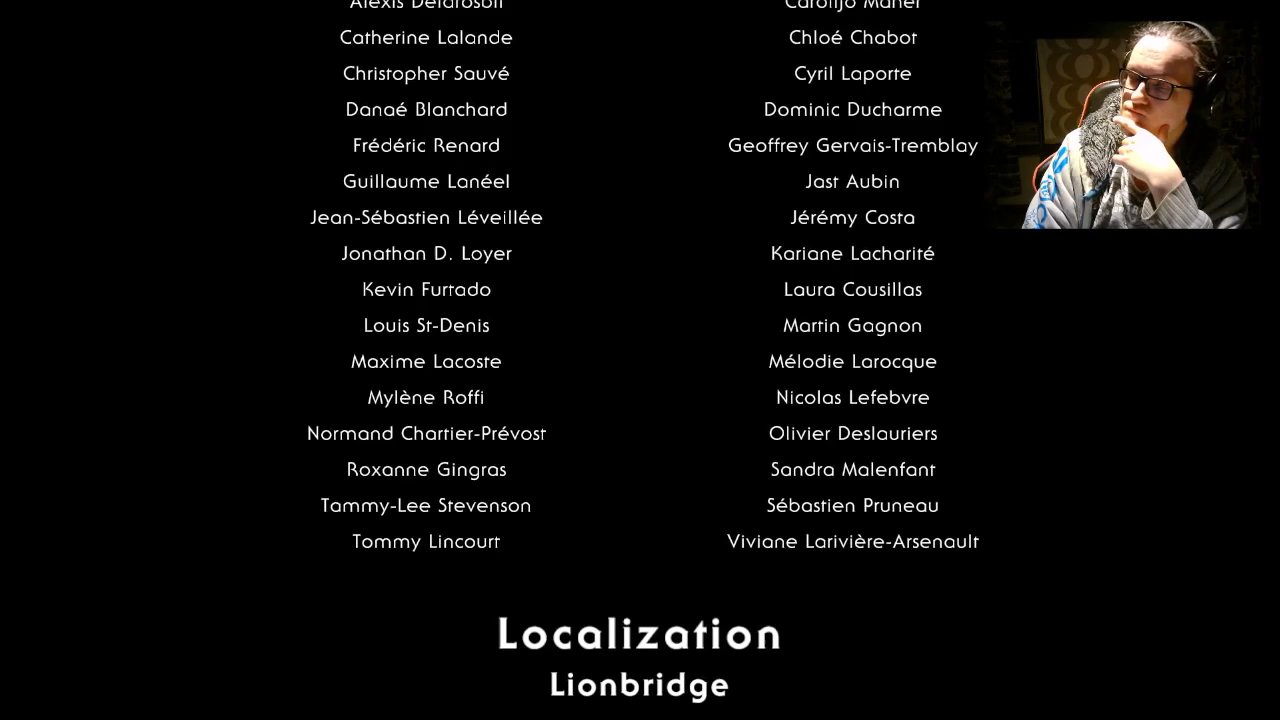 Catherine Lalande
Chloé Chabot
Christopher Sauvé
Cyril Laporte
Danaé Blanchard
Dominic Ducharme
Frédéric Renard
Geoffrey Gervais-Tremblay
Guillaume Lanéel
Jast Aubin
Jean-Sébastien Léveillée
Jérémy Costa
Jonathan D. Loyer
Kariane Lacharité
Kevin Furtado
Laura Cousillas
Louis St-Denis
Martin Gagnon
Maxime Lacoste
Mélodie Larocque
Mylène Roffi
Nicolas Lefebvre
Normand Chartier-Prévost
Olivier Deslauriers
Roxanne Gingras
Sandra Malenfant
Tammy-Lee Stevenson
Sébastien Pruneau
Tommy Lincourt
Viviane Larivière-Arsenault
Localization
Lionbridge